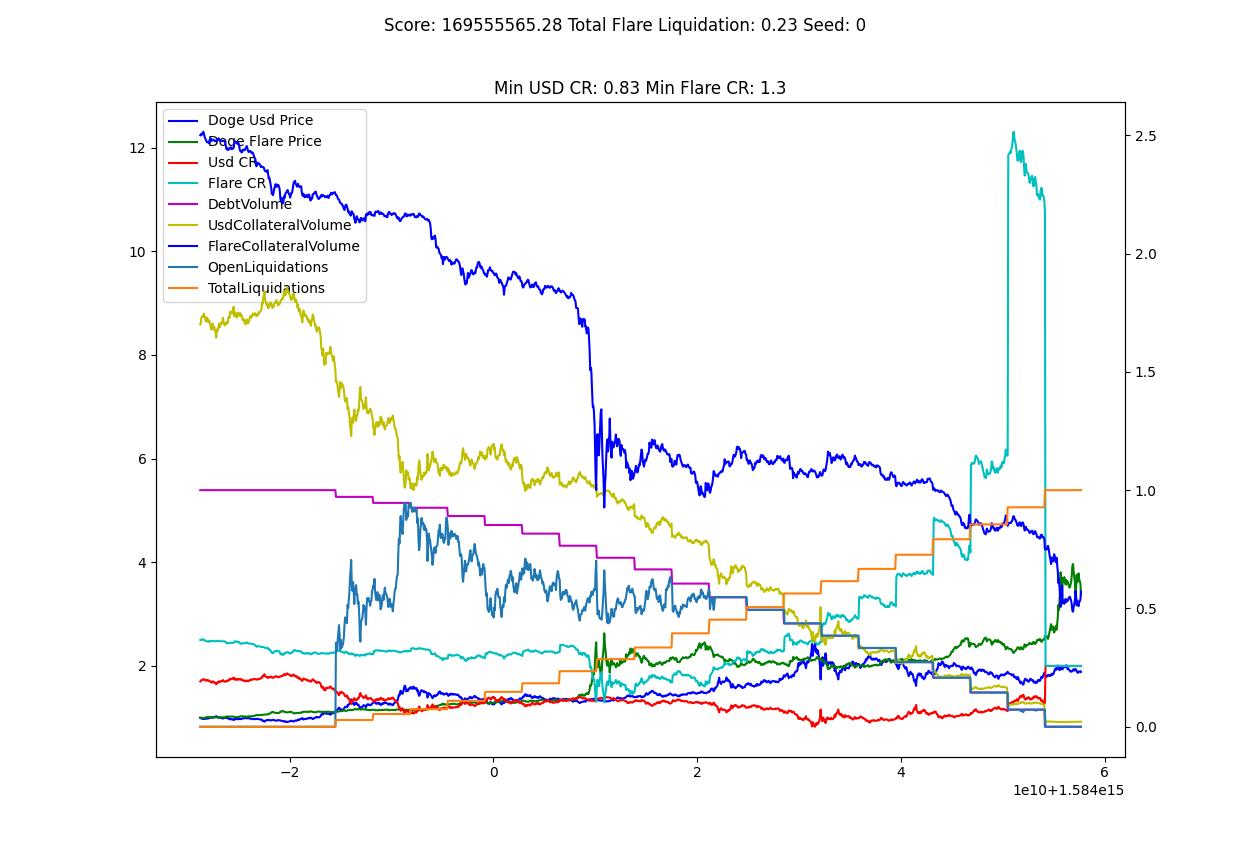 Score: 169555565.28 Total Flare Liquidation: 0.23 Seed: 0
Min USD CR: 0.83 Min Flare CR: 1.3
Doge Usd Price
Doge Flare Price
Usd CR
Flare CR
DebtVolume
UsdCollateralVolume
FlareCollateralVolume
OpenLiquidations
TotalLiquidations
12
10
8
6
4
2
2.5
2.0
1.5
1.0
0.5
0.0
−2
0
2
4
6
1e10+1.584e15